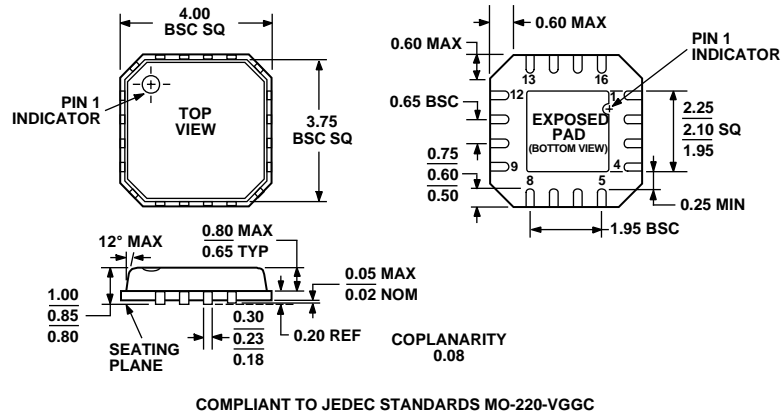 4.00
BSC SQ
PIN 1
INDICATOR
TOP
VIEW
3.75
BSC SQ
0.60 MAX
0.60 MAX
PIN 1
INDICATOR
13
16
12
1
0.65 BSC
EXPOSED
PAD
(BOTTOM VIEW)
2.25
2.10 SQ
1.95
9
4
8
5
0.75
0.60
0.50
0.25 MIN
1.95 BSC
12° MAX
0.80 MAX
0.65 TYP
1.00
0.85
0.80
0.05 MAX
0.02 NOM
SEATING
PLANE
0.30
0.23
0.18
0.20 REF
COPLANARITY
0.08
COMPLIANT TO JEDEC STANDARDS MO-220-VGGC